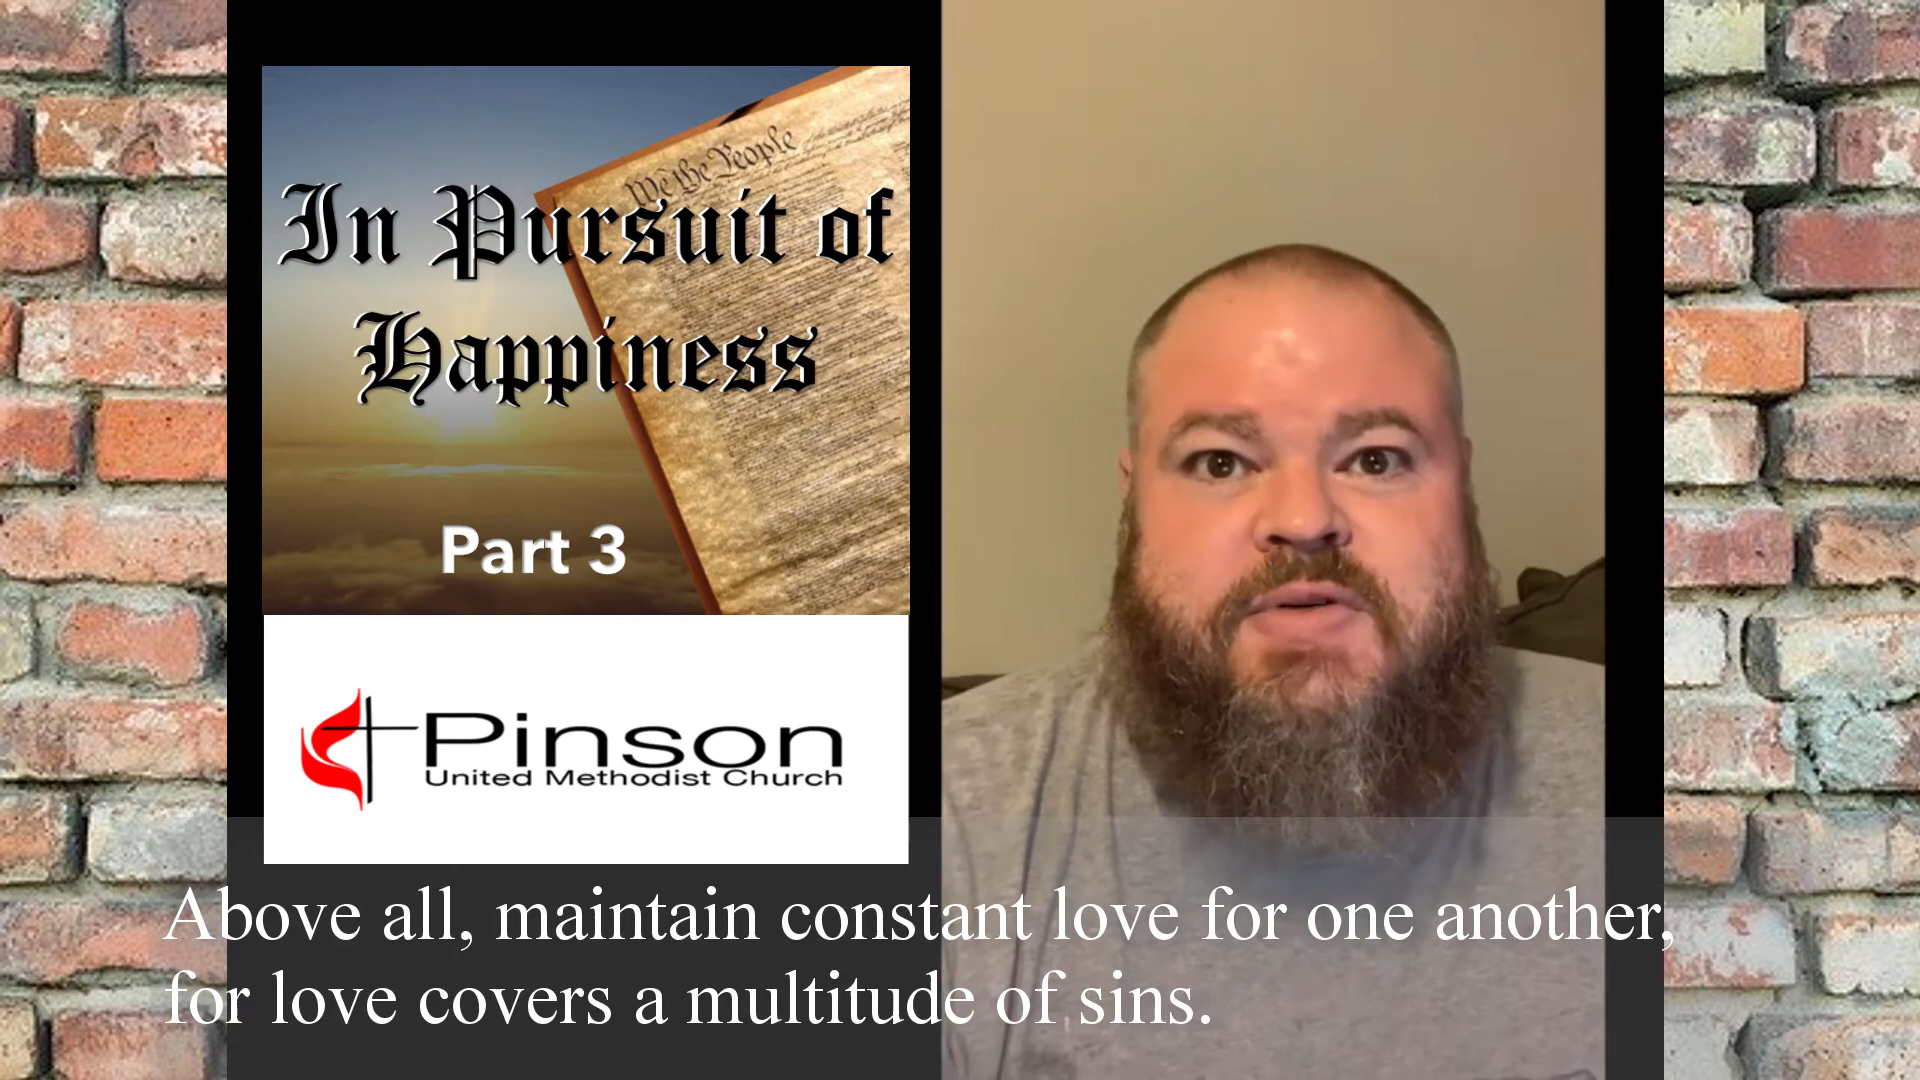 We the People
In Pursuit of
Happiness
Part 3
Pinson
United Methodist Church
Above all, maintain constant love for one another,
for love covers a multitude of sins.